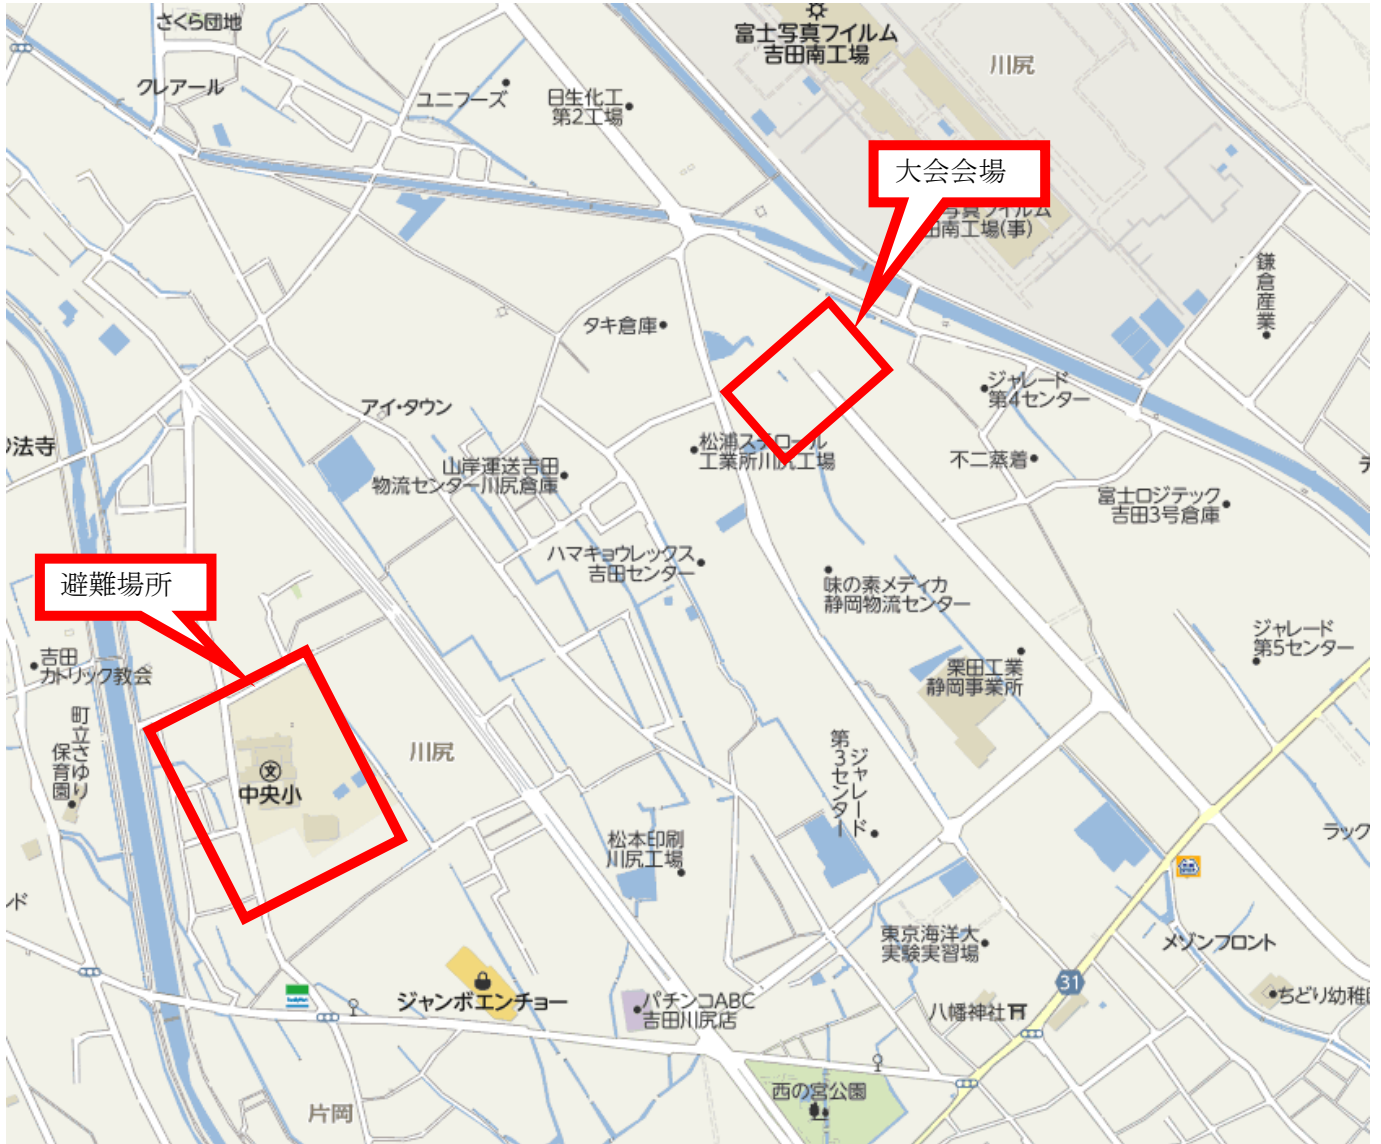 さくら団地
富士写真フイルム
吉田南工場
川尻
クレアール
ユニフーズ
日生化工
第2工場
大会会場
写真フイルム
田南工場(事)
鎌倉産業
タキ倉庫
ジャレード
第4センター
アイ・タウン
法寺
松浦スチロール
工業所川尻工場
山岸運送吉田
物流センター川尻倉庫
不二蒸着
富士ロジテック
吉田3号倉庫
ハマキョウレックス
吉田センター
避難場所
味の素メディカ
静岡物流センター
ジャレード
第5センター
吉田
カトリック教会
栗田工業
静岡事業所
町立さゆり
保育園
川尻
ジャレード
第3センター
文
中央小
松本印刷
川尻工場
ラック
ド
東京海洋大
実験実習場
メゾンフロント
31
FamilyMart
ジャンボエンチョー
パチンコABC
吉田川尻店
八幡神社
ちどり幼稚
西の宮公園
片岡